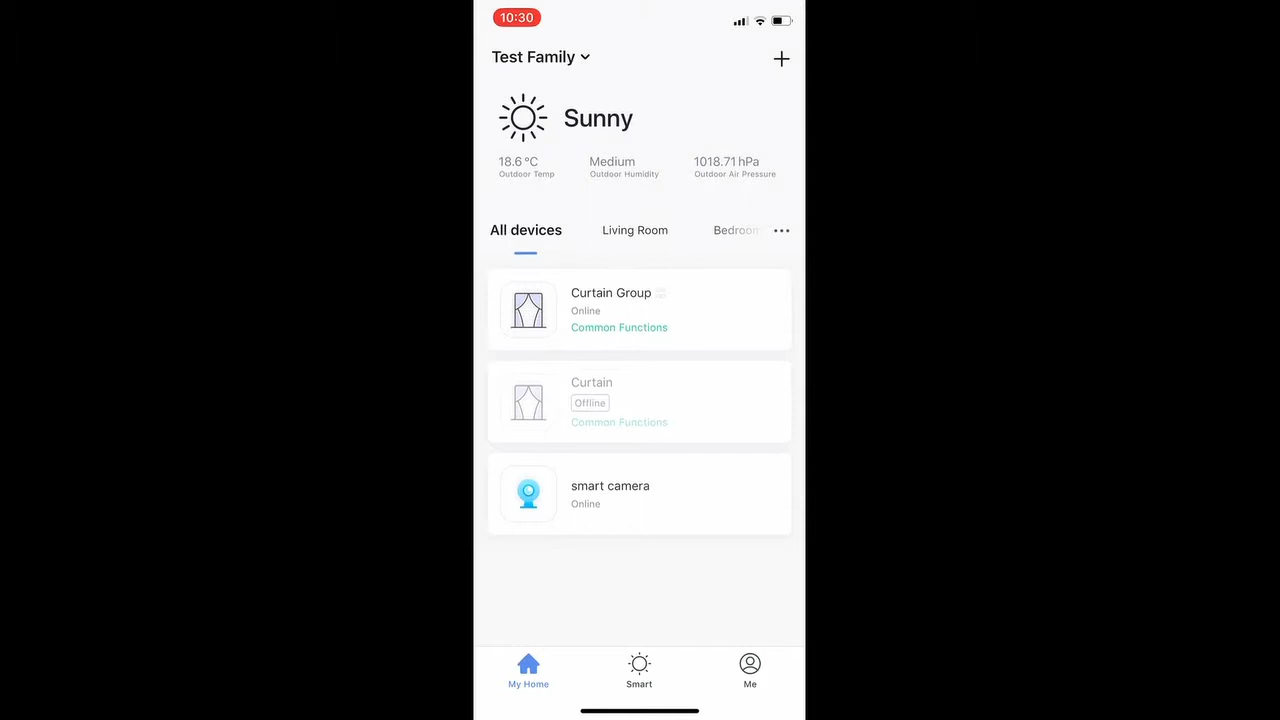 10:30
Test Family
Sunny
18.6°C Medium 1018.71 hPa
Outdoor Temp Outdoor Humidity Outdoor Air Pressure
All devices Living Room Bedroom
Curtain Group
Online
Common Functions
Curtain
Offline
Common Functions
smart camera
Online
My Home Smart Me